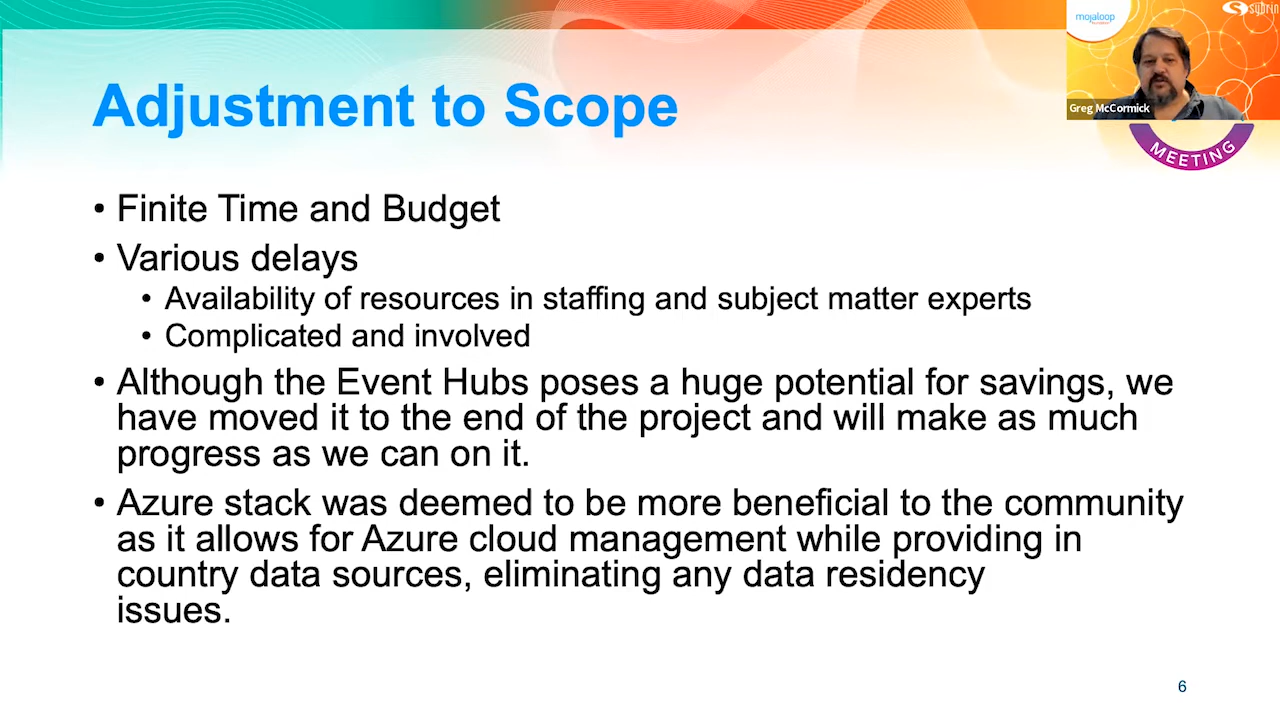 mojaloop
sybrin
Greg McCormick
MEETING
Adjustment to Scope
• Finite Time and Budget
• Various delays
• Availability of resources in staffing and subject matter experts
• Complicated and involved
• Although the Event Hubs poses a huge potential for savings, we
have moved it to the end of the project and will make as much
progress as we can on it.
• Azure stack was deemed to be more beneficial to the community
as it allows for Azure cloud management while providing in
country data sources, eliminating any data residency
issues.
6